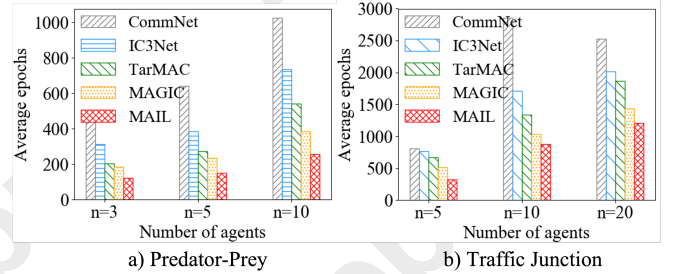 1000
800
600
400
200
0
Average epochs
CommNet
IC3Net
TarMAC
MAGIC
MAIL
n=3 n=5 n=10
Number of agents
a) Predator-Prey
3000
2500
2000
1500
1000
500
0
Average epochs
CommNet
IC3Net
TarMAC
MAGIC
MAIL
n=5 n=10 n=20
Number of agents
b) Traffic Junction